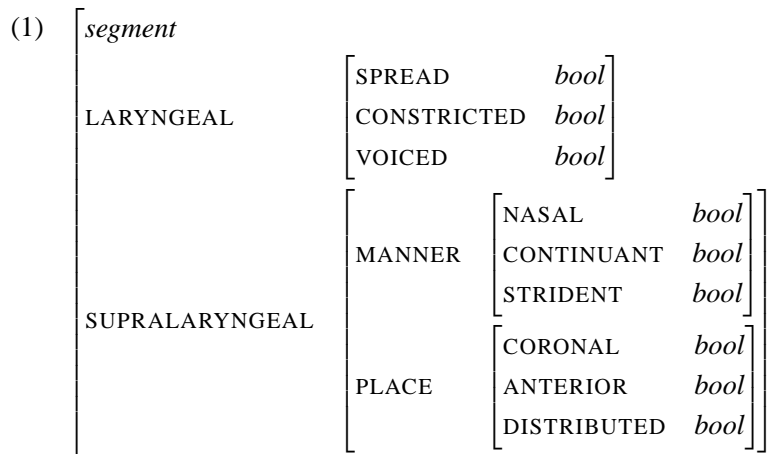 (1) segment
SPREAD bool
LARYNGEAL CONSTRICTED bool
VOICED bool
NASAL bool
MANNER CONTINUANT bool
STRIDENT bool
SUPRALARYNGEAL
CORONAL bool
PLACE ANTERIOR bool
DISTRIBUTED bool